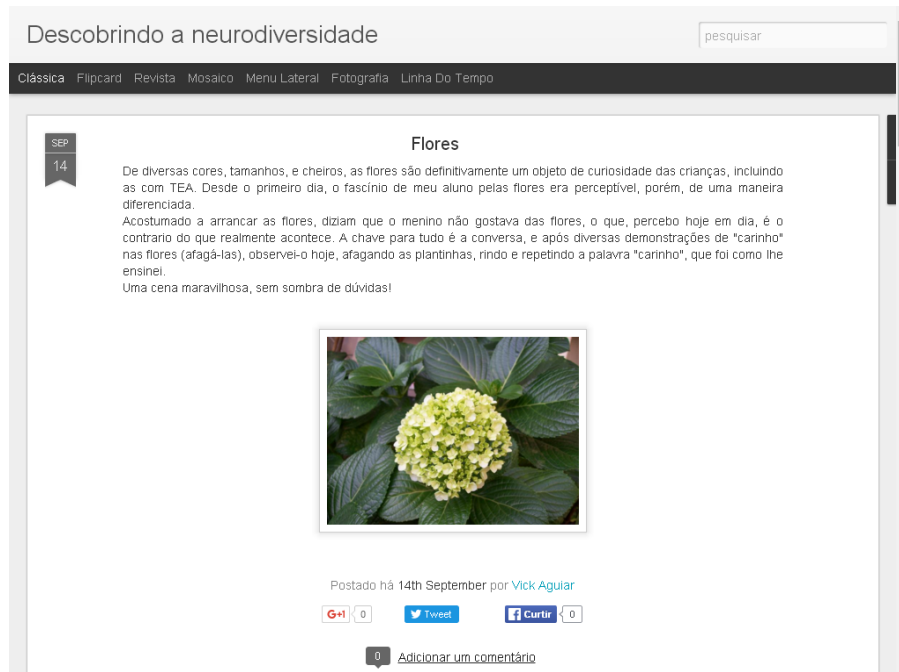 Descobrindo a neurodiversidade
pesquisar
Clássica Flipcard Revista Mosaico Menu Lateral Fotografia Linha Do Tempo
SEP
14
Flores
De diversas cores, tamanhos, e cheiros, as flores são definitivamente um objeto de curiosidade das crianças, incluindo
as com TEA. Desde o primeiro dia, o fascínio de meu aluno pelas flores era perceptível, porém, de uma maneira
diferenciada.
Acostumado a arrancar as flores, diziam que o menino não gostava das flores, o que, percebo hoje em dia, é o
contrario do que realmente acontece. A chave para tudo é a conversa, e após diversas demonstrações de "carinho"
nas flores (afagá-las), observei-o hoje, afagando as plantinhas, rindo e repetindo a palavra "carinho", que foi como lhe
ensinei.
Uma cena maravilhosa, sem sombra de dúvidas!
Postado há 14th September por Vick Aguiar
G+1 0 Tweet Curtir 0
0 Adicionar um comentário